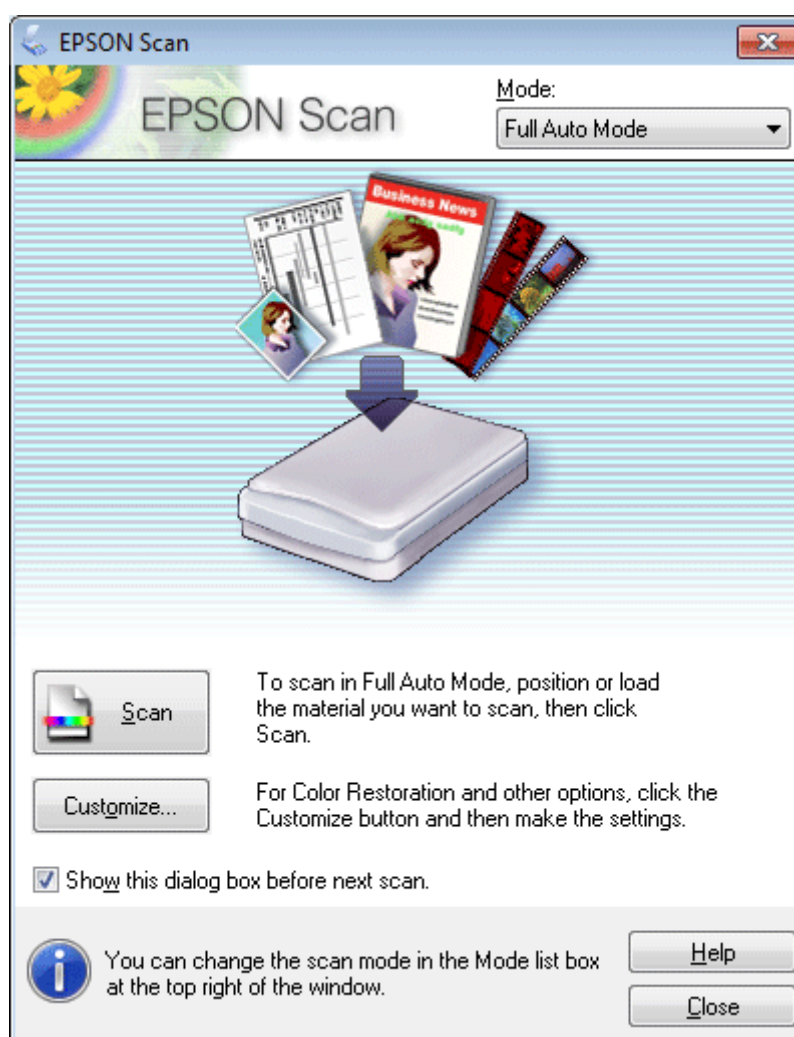 EPSON Scan
EPSON Scan
Mode:
Full Auto Mode
Business News
Scan
To scan in Full Auto Mode, position or load
the material you want to scan, then click
Scan.
Customize...
For Color Restoration and other options, click the
Customize button and then make the settings.
Show this dialog box before next scan.
You can change the scan mode in the Mode list box
at the top right of the window.
Help
Close